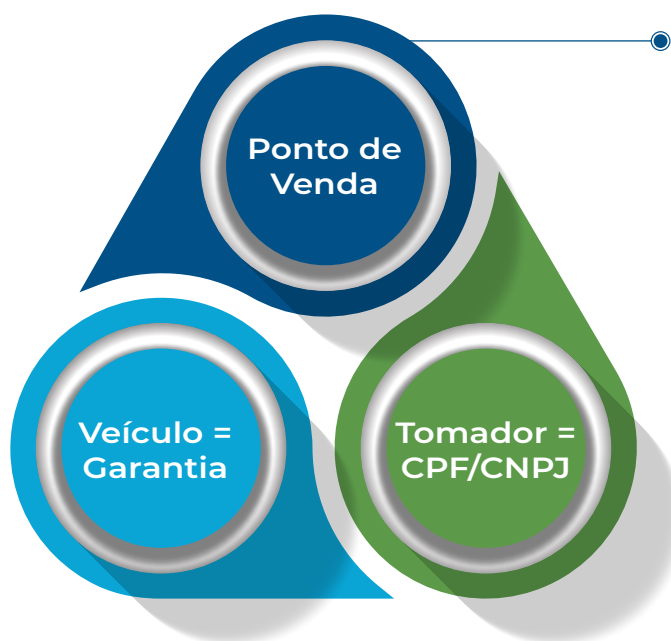 Ponto de
Venda
Veículo =
Garantia
Tomador =
CPF/CNPJ